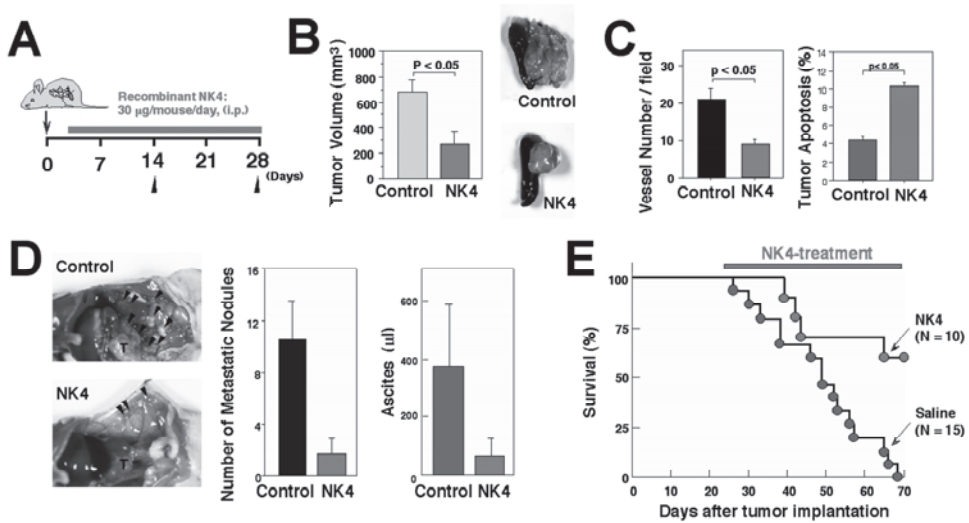 A
Recombinant NK4:
30 μg/mouse/day, (i.p.)
0 7 14 21 28
(Days)
B
Tumor Volume (mm3)
1000
800
600
400
200
0
P < 0.05
Control NK4
Control
NK4
C
Vessel Number / field
30
20
10
0
p < 0.05
Control NK4
Tumor Apoptosis (%)
14
12
10
8
6
4
2
0
p< 0.05
Control NK4
D
Control
T
NK4
T
Number of Metastatic Nodules
16
12
8
4
0
Control NK4
Ascites (μl)
600
400
200
0
Control NK4
E
NK4-treatment
Survival (%)
100
75
50
25
0 10 20 30 40 50 60 70
Days after tumor implantation
NK4
(N = 10)
Saline
(N = 15)